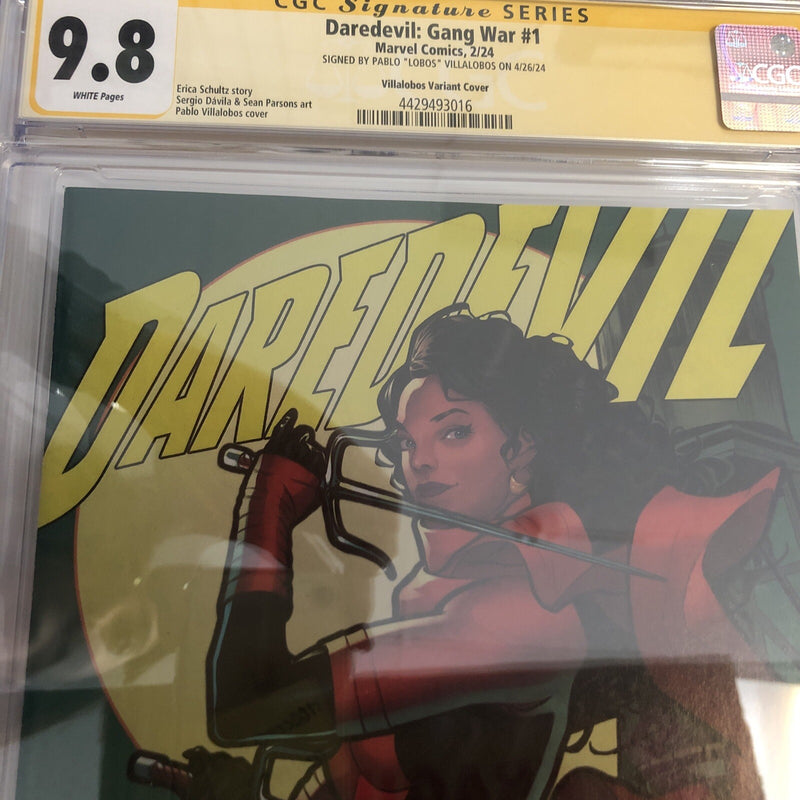 CGC Signature SERIES
9.8
WHITE Pages
Daredevil: Gang War #1
Marvel Comics, 2/24
SIGNED BY PABLO "LOBOS" VILLALOBOS ON 4/26/24
Villalobos Variant Cover
Erica Schultz story
Sergio Dávila & Sean Parsons art
Pablo Villalobos cover
4429493016
CGC
DAREDEVIL